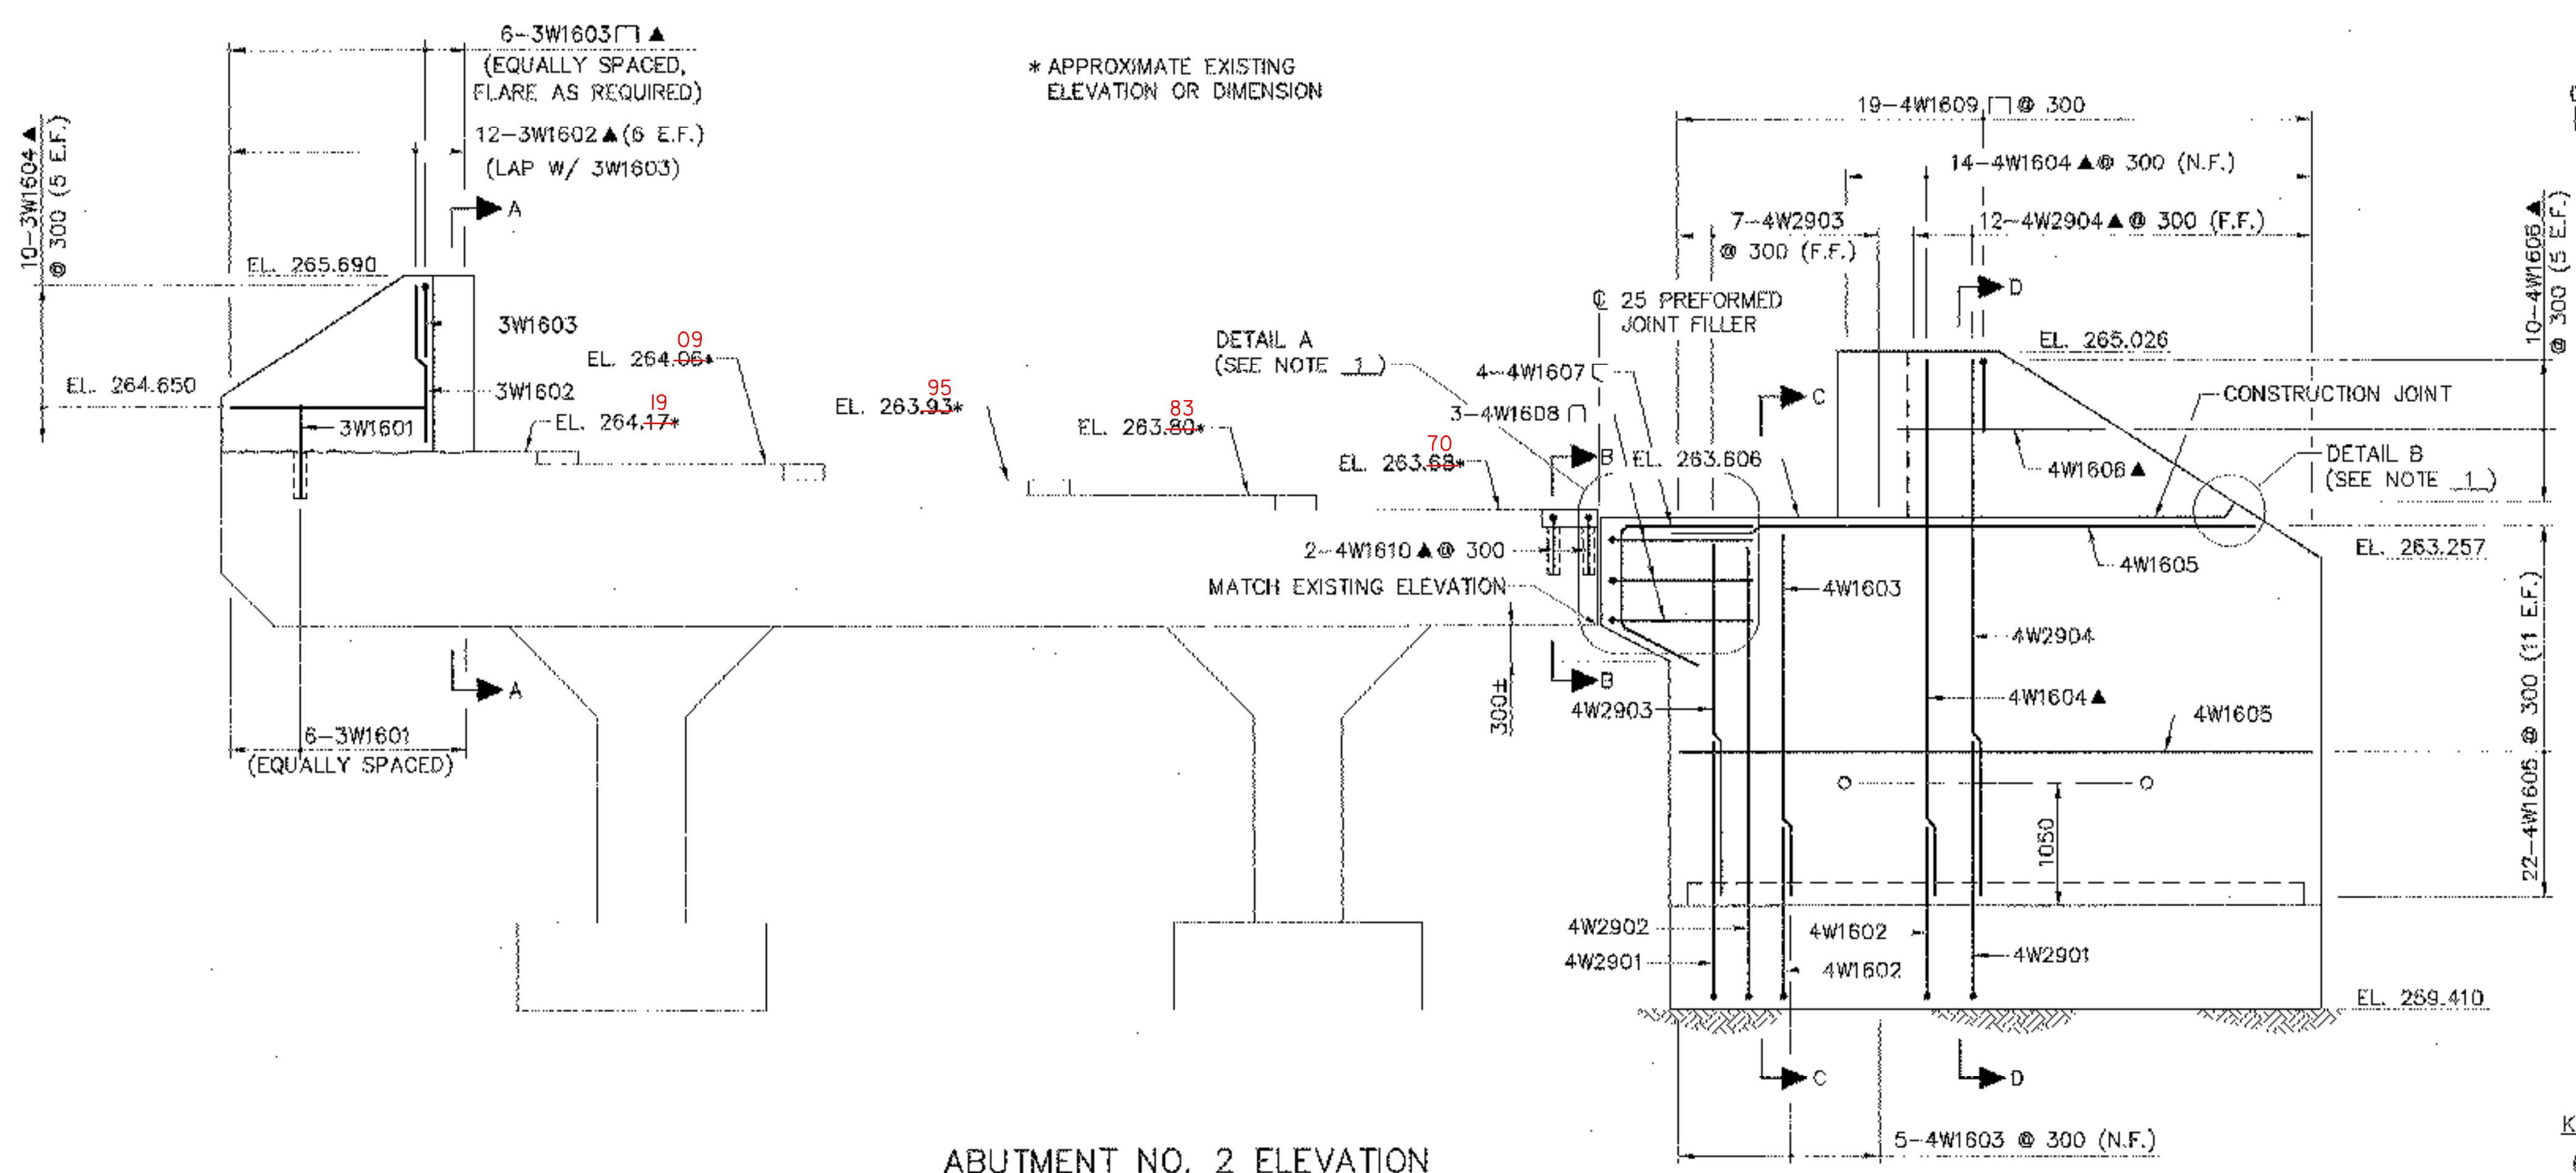 6-3W1603 ▲
(EQUALLY SPACED,
FLARE AS REQUIRED)
12-3W1602▲(6 E.F.)
(LAP W/ 3W1603)
10-3W1604▲
@ 300 (5 E.F.)
* APPROXIMATE EXISTING
ELEVATION OR DIMENSION
19-4W1609 @ 300
14-4W1604▲@ 300 (N.F.)
7-4W2903
@ 300 (F.F.)
12-4W2904▲@ 300 (F.F.)
10-4W1606▲
@ 300 (5 E.F.)
A
D
EL. 265.690
3W1603
09
EL. 264.06*
EL. 264.650
3W1602
19
EL. 264.17*
3W1601
95
EL. 263.93*
83
EL. 263.80*
70
EL. 263.68*
DETAIL A
(SEE NOTE 1)
℄ 25 PREFORMED
JOINT FILLER
4-4W1607
3-4W1608
B
EL. 263.606
C
EL. 265.026
CONSTRUCTION JOINT
4W1606▲
DETAIL B
(SEE NOTE 1)
2-4W1610▲@ 300
MATCH EXISTING ELEVATION
4W1603
4W1605
EL. 263.257
300±
B
4W2903
4W2904
4W1604▲
4W1605
22-4W1605 @ 300 (11 E.F.)
A
6-3W1601
(EQUALLY SPACED)
1050
4W2902
4W2901
4W1602
4W1602
4W2901
EL. 259.410
C
D
5-4W1603 @ 300 (N.F.)
ABUTMENT NO. 2 ELEVATION
K